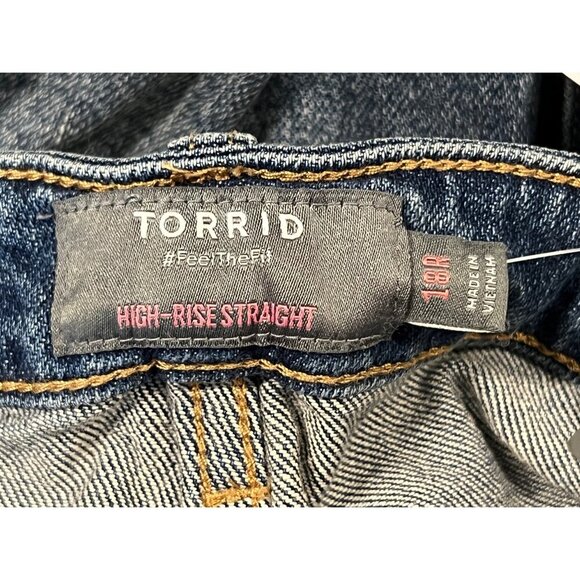 TORRID
#FeelTheFit
HIGH-RISE STRAIGHT
18R
MADE IN
VIETNAM